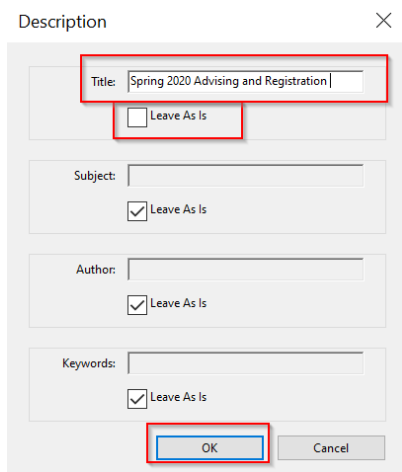 Description
Title: Spring 2020 Advising and Registration
Leave As Is
Subject:
Leave As Is
Author:
Leave As Is
Keywords:
Leave As Is
OK Cancel